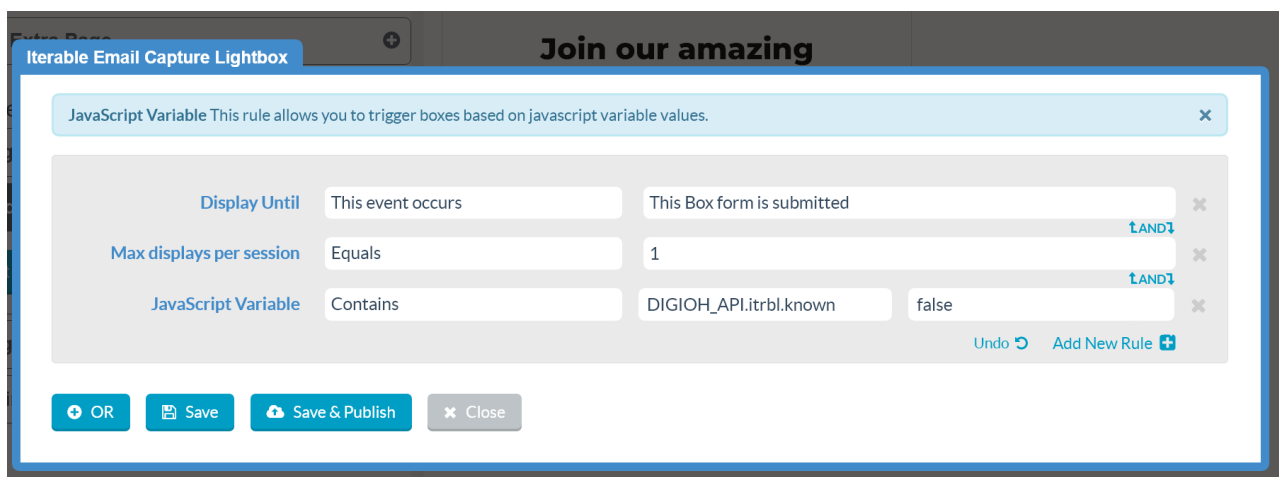 Extra Page
Join our amazing
Iterable Email Capture Lightbox
JavaScript Variable This rule allows you to trigger boxes based on javascript variable values.
Display Until This event occurs This Box form is submitted
AND
Max displays per session Equals 1
AND
JavaScript Variable Contains DIGIOH_API.itrbl.known false
Undo Add New Rule
OR Save Save & Publish Close